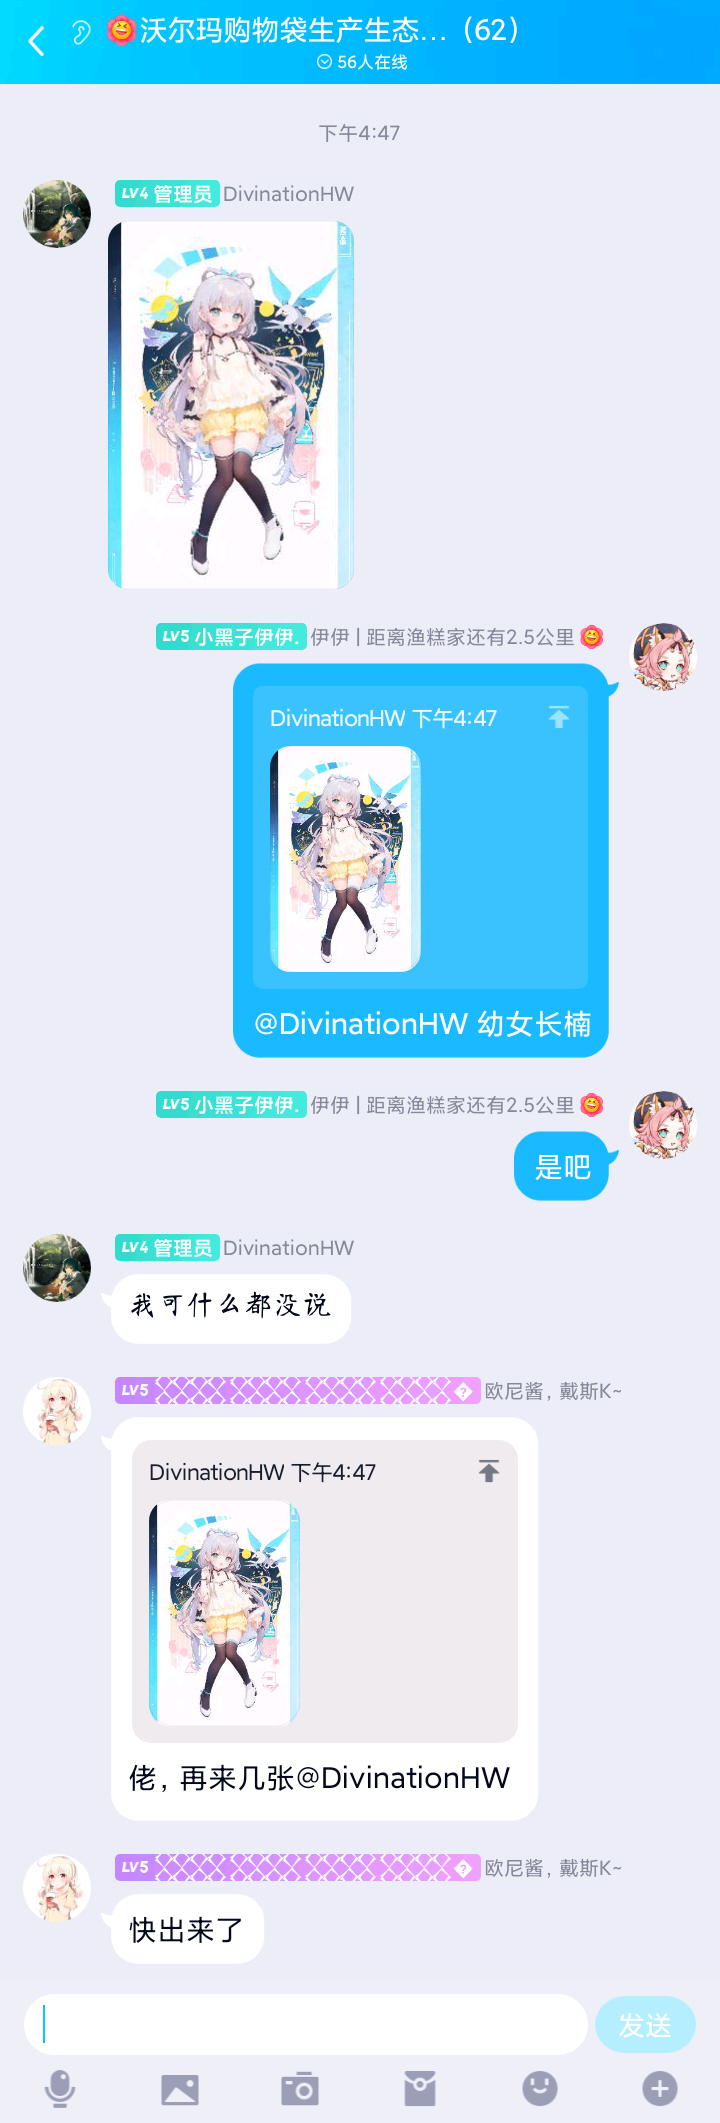 沃尔玛购物袋生产生态...（62）
56人在线
下午4:47
LV4 管理员 DivinationHW
LV5 小黑子伊伊. 伊伊 | 距离渔糕家还有2.5公里
DivinationHW 下午4:47
@DivinationHW 幼女长楠
LV5 小黑子伊伊. 伊伊 | 距离渔糕家还有2.5公里
是吧
LV4 管理员 DivinationHW
我可什么都没说
LV5 欧尼酱, 戴斯K~
DivinationHW 下午4:47
佬, 再来几张@DivinationHW
LV5 欧尼酱, 戴斯K~
快出来了
发送